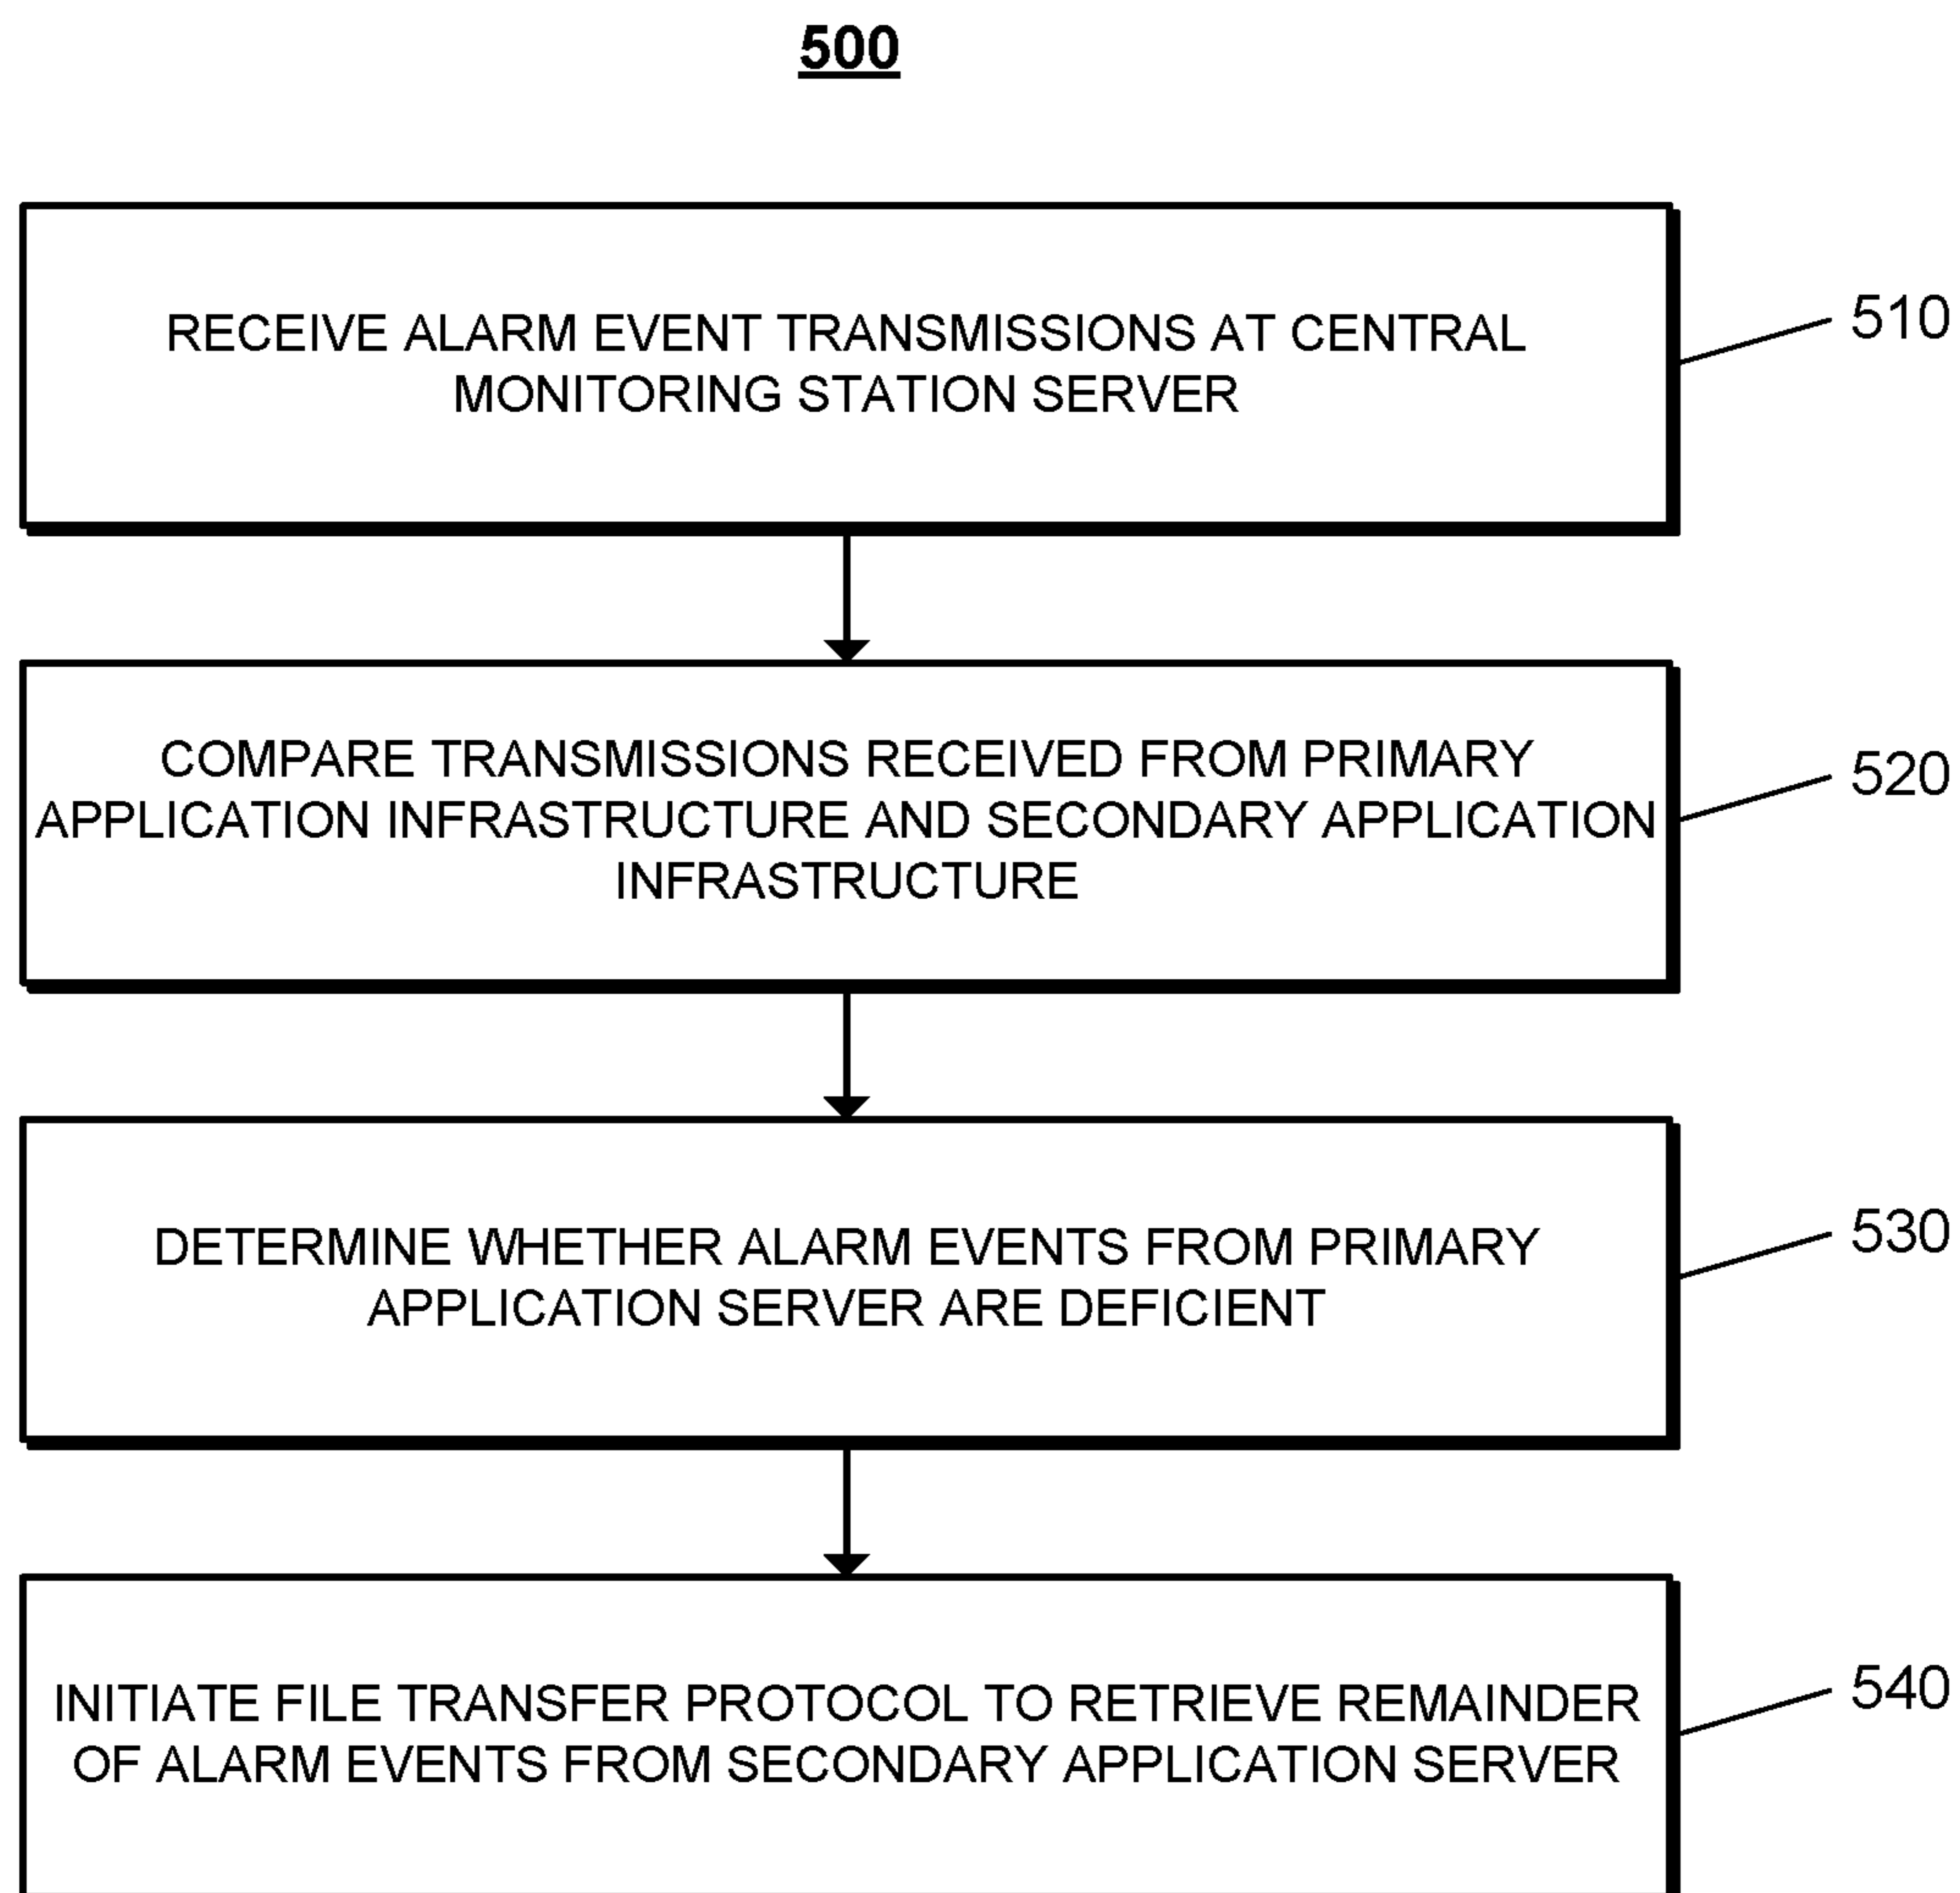 500
RECEIVE ALARM EVENT TRANSMISSIONS AT CENTRAL
MONITORING STATION SERVER
510
COMPARE TRANSMISSIONS RECEIVED FROM PRIMARY
APPLICATION INFRASTRUCTURE AND SECONDARY APPLICATION
INFRASTRUCTURE
520
DETERMINE WHETHER ALARM EVENTS FROM PRIMARY
APPLICATION SERVER ARE DEFICIENT
530
INITIATE FILE TRANSFER PROTOCOL TO RETRIEVE REMAINDER
OF ALARM EVENTS FROM SECONDARY APPLICATION SERVER
540